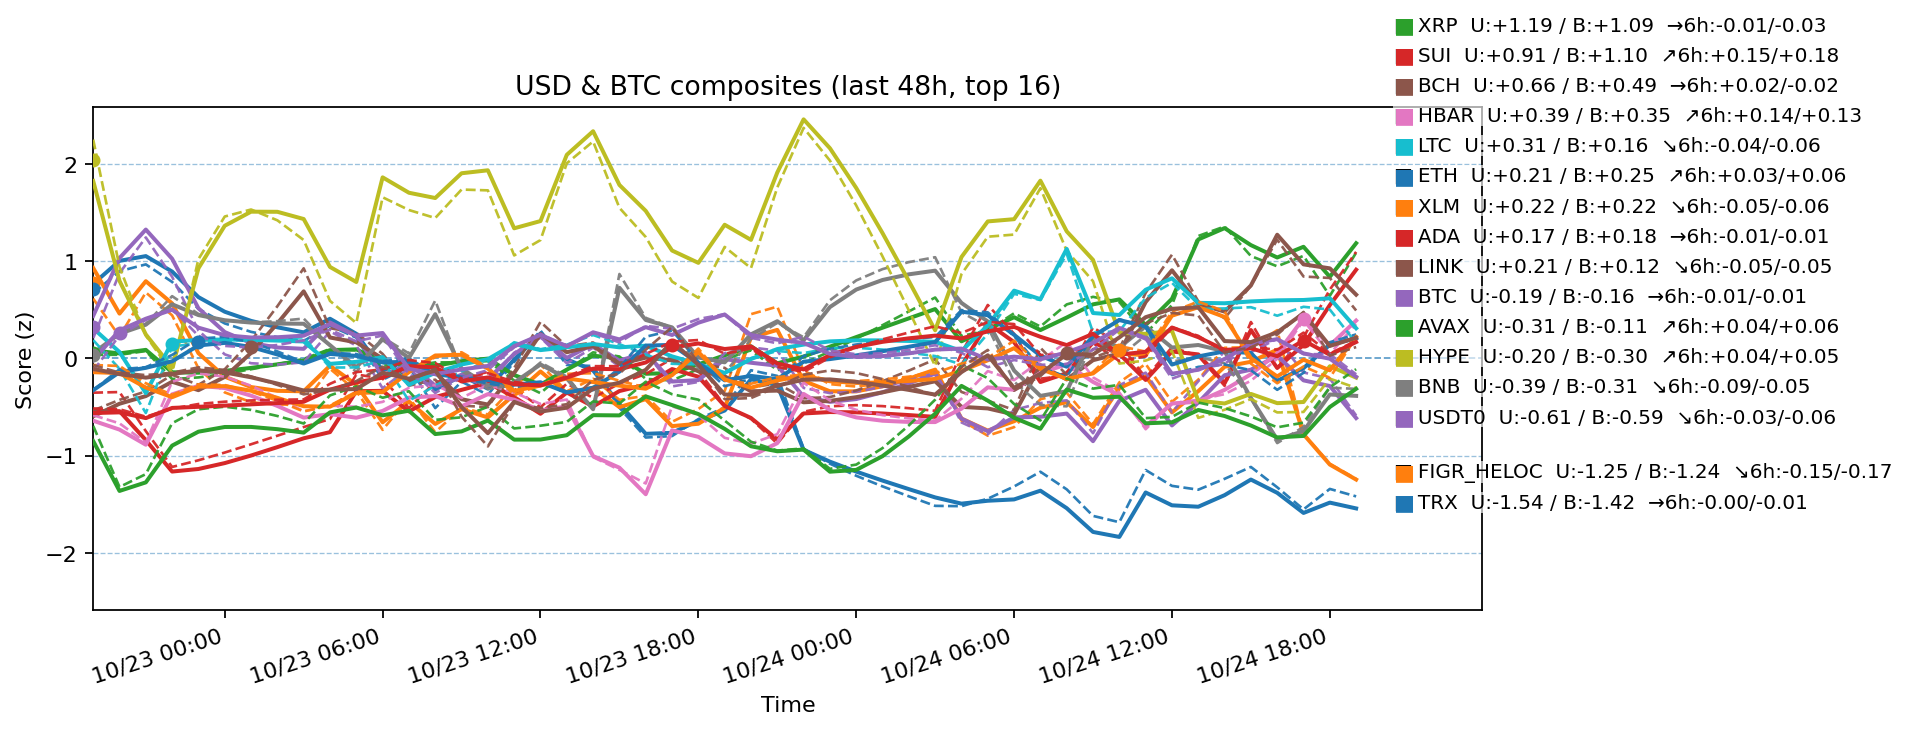 USD & BTC composites (last 48h, top 16)
XRP U:+1.19 / B:+1.09 →6h:-0.01/-0.03
SUI U:+0.91 / B:+1.10 ↗6h:+0.15/+0.18
BCH U:+0.66 / B:+0.49 →6h:+0.02/-0.02
HBAR U:+0.39 / B:+0.35 ↗6h:+0.14/+0.13
LTC U:+0.31 / B:+0.16 ↘6h:-0.04/-0.06
ETH U:+0.21 / B:+0.25 ↗6h:+0.03/+0.06
XLM U:+0.22 / B:+0.22 ↘6h:-0.05/-0.06
ADA U:+0.17 / B:+0.18 →6h:-0.01/-0.01
LINK U:+0.21 / B:+0.12 ↘6h:-0.05/-0.05
BTC U:-0.19 / B:-0.16 →6h:-0.01/-0.01
AVAX U:-0.31 / B:-0.11 ↗6h:+0.04/+0.06
HYPE U:-0.20 / B:-0.30 ↗6h:+0.04/+0.05
BNB U:-0.39 / B:-0.31 ↘6h:-0.09/-0.05
USDT0 U:-0.61 / B:-0.59 ↘6h:-0.03/-0.06
FIGR_HELOC U:-1.25 / B:-1.24 ↘6h:-0.15/-0.17
TRX U:-1.54 / B:-1.42 →6h:-0.00/-0.01
Score (z)
2
1
0
−1
−2
10/23 00:00
10/23 06:00
10/23 12:00
10/23 18:00
10/24 00:00
10/24 06:00
10/24 12:00
10/24 18:00
Time